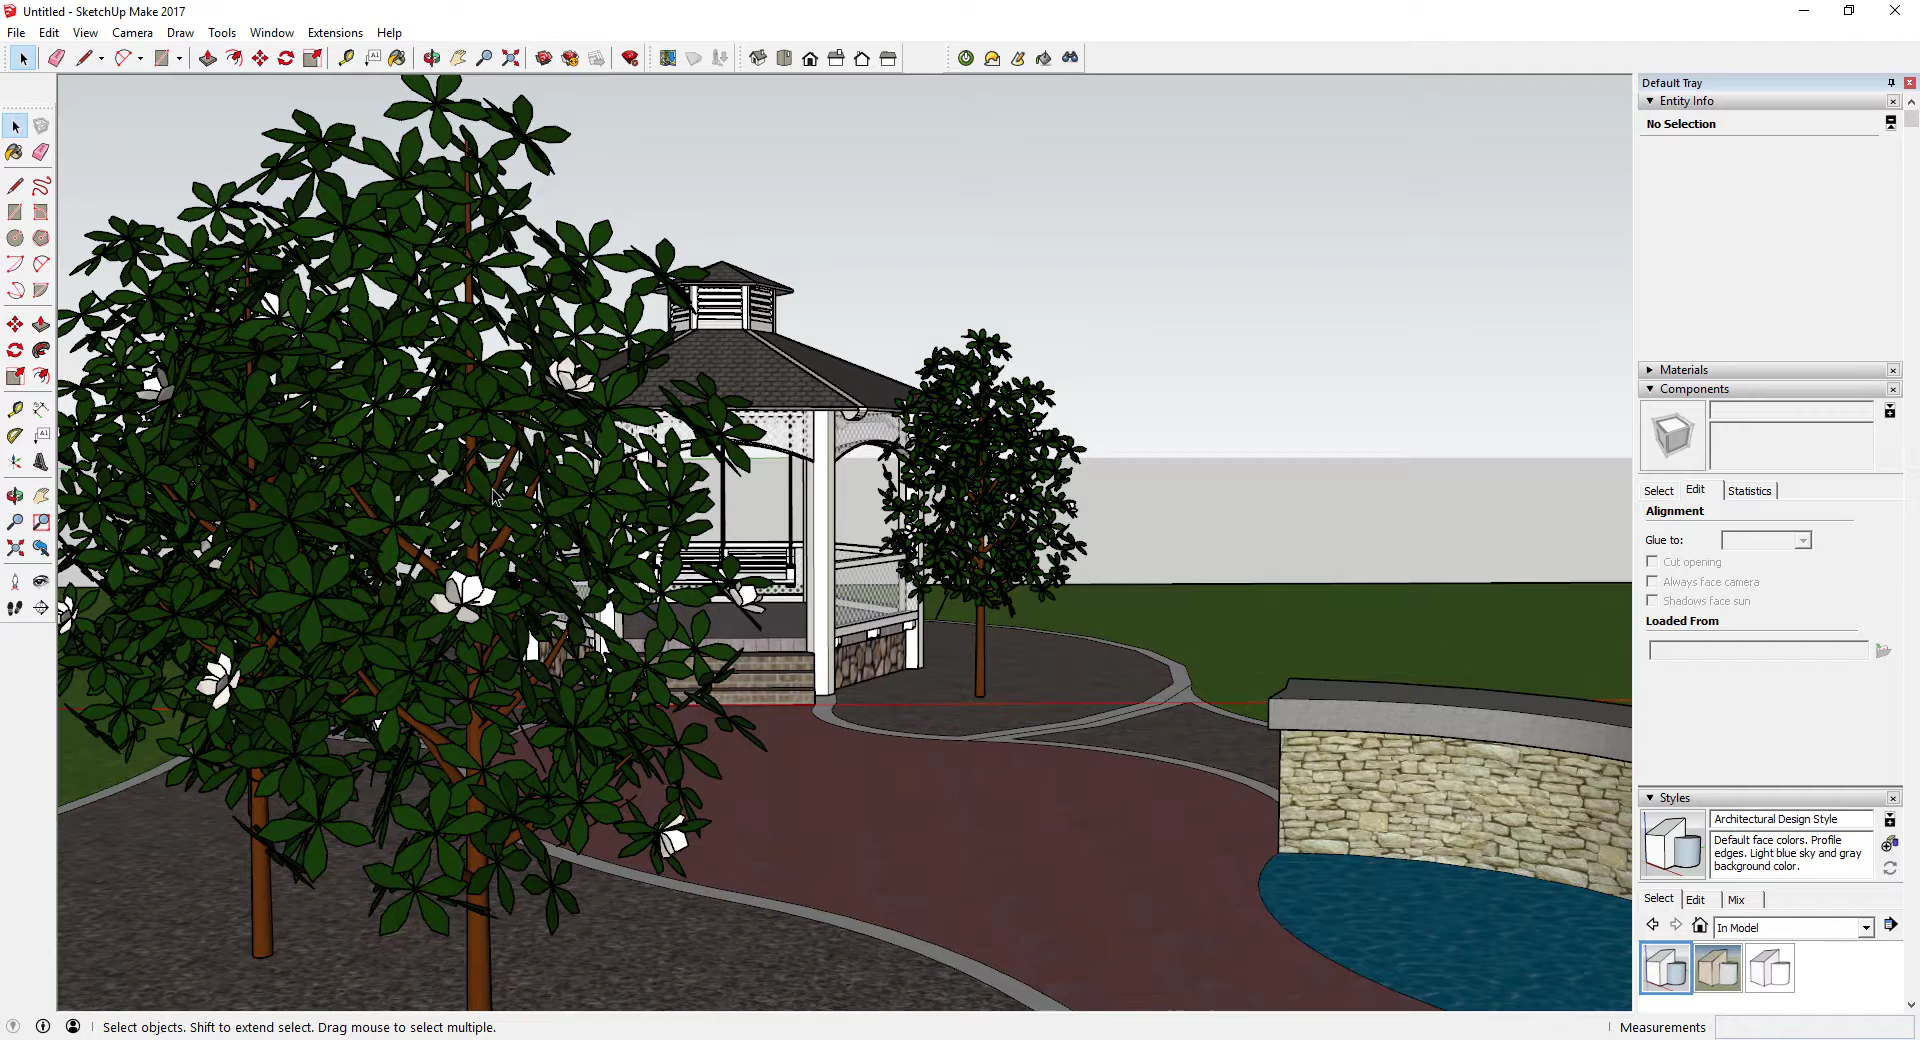 Untitled - SketchUp Make 2017
File Edit View Camera Draw Tools Window Extensions Help
Default Tray
Entity Info
No Selection
Materials
Components
Select Edit Statistics
Alignment
Glue to:
Cut opening
Always face camera
Shadows face sun
Loaded From
Styles
Architectural Design Style
Default face colors. Profile
edges. Light blue sky and gray
background color.
Select Edit Mix
In Model
Select objects. Shift to extend select. Drag mouse to select multiple.
Measurements